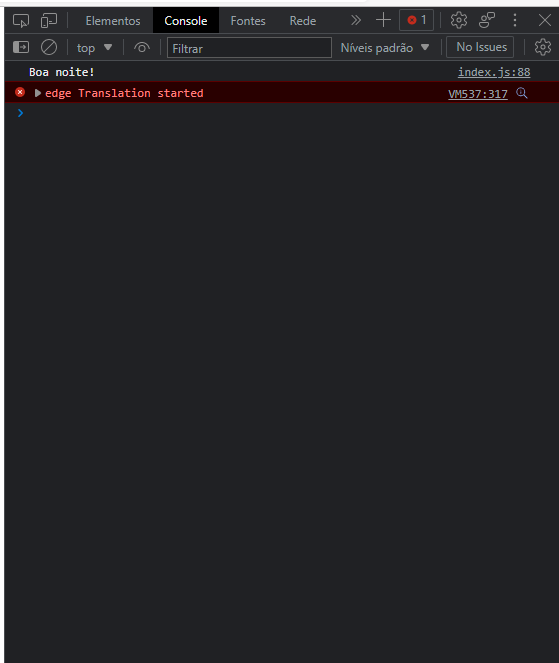 Elementos Console Fontes Rede 1
top Filtrar Níveis padrão No Issues
Boa noite! index.js:88
edge Translation started VM537:317